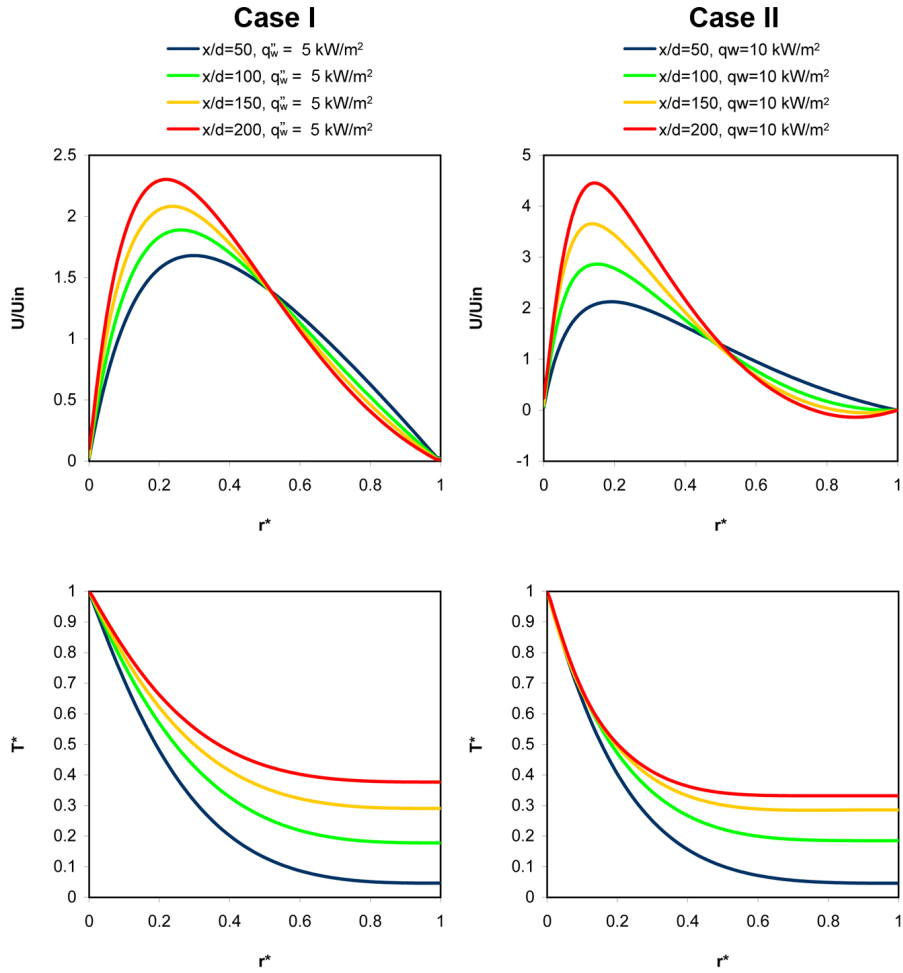 Case I
x/d=50, q"w = 5 kW/m²
x/d=100, q"w = 5 kW/m²
x/d=150, q"w = 5 kW/m²
x/d=200, q"w = 5 kW/m²
2.5
2
1.5
1
0.5
0
U/Uin
0 0.2 0.4 0.6 0.8 1
r*
Case II
x/d=50, qw=10 kW/m²
x/d=100, qw=10 kW/m²
x/d=150, qw=10 kW/m²
x/d=200, qw=10 kW/m²
5
4
3
2
1
0
-1
U/Uin
0 0.2 0.4 0.6 0.8 1
r*
1
0.9
0.8
0.7
0.6
0.5
0.4
0.3
0.2
0.1
0
T*
0 0.2 0.4 0.6 0.8 1
r*
1
0.9
0.8
0.7
0.6
0.5
0.4
0.3
0.2
0.1
0
T*
0 0.2 0.4 0.6 0.8 1
r*